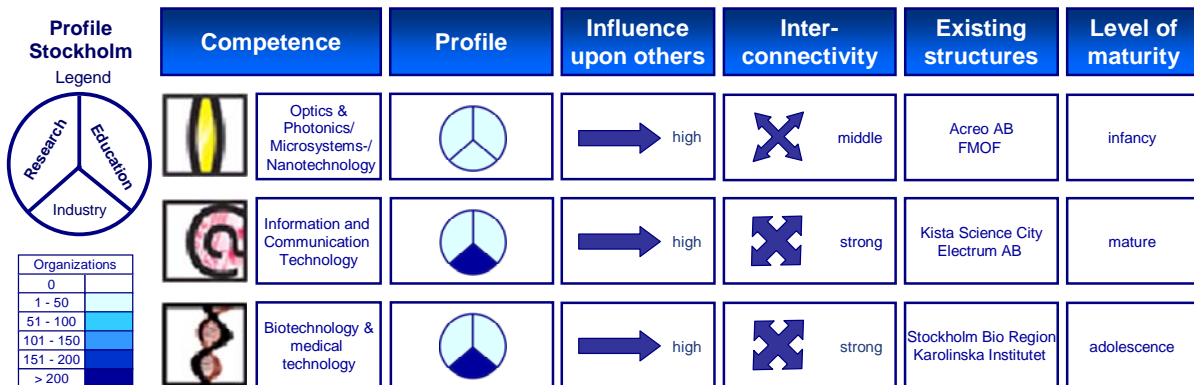 Profile
Stockholm
Legend
Research
Education
Industry
Organizations
0
1 - 50
51 - 100
101 - 150
151 - 200
> 200
Competence
Profile
Influence
upon others
Inter-
connectivity
Existing
structures
Level of
maturity
Optics &
Photonics/
Microsystems-/
Nanotechnology
high
middle
Acreo AB
FMOF
infancy
Information and
Communication
Technology
high
strong
Kista Science City
Electrum AB
mature
Biotechnology &
medical
technology
high
strong
Stockholm Bio Region
Karolinska Institutet
adolescence